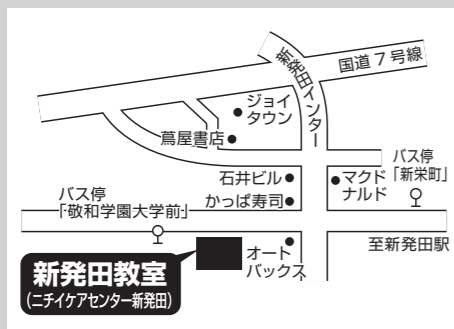 国道7号線
新発田インター
ジョイ
タウン
蔦屋書店
バス停
「新栄町」
石井ビル
マクド
ナルド
かっぱ寿司
バス停
「敬和学園大学前」
至新発田駅
オート
バックス
新発田教室
(ニチイケアセンター新発田)